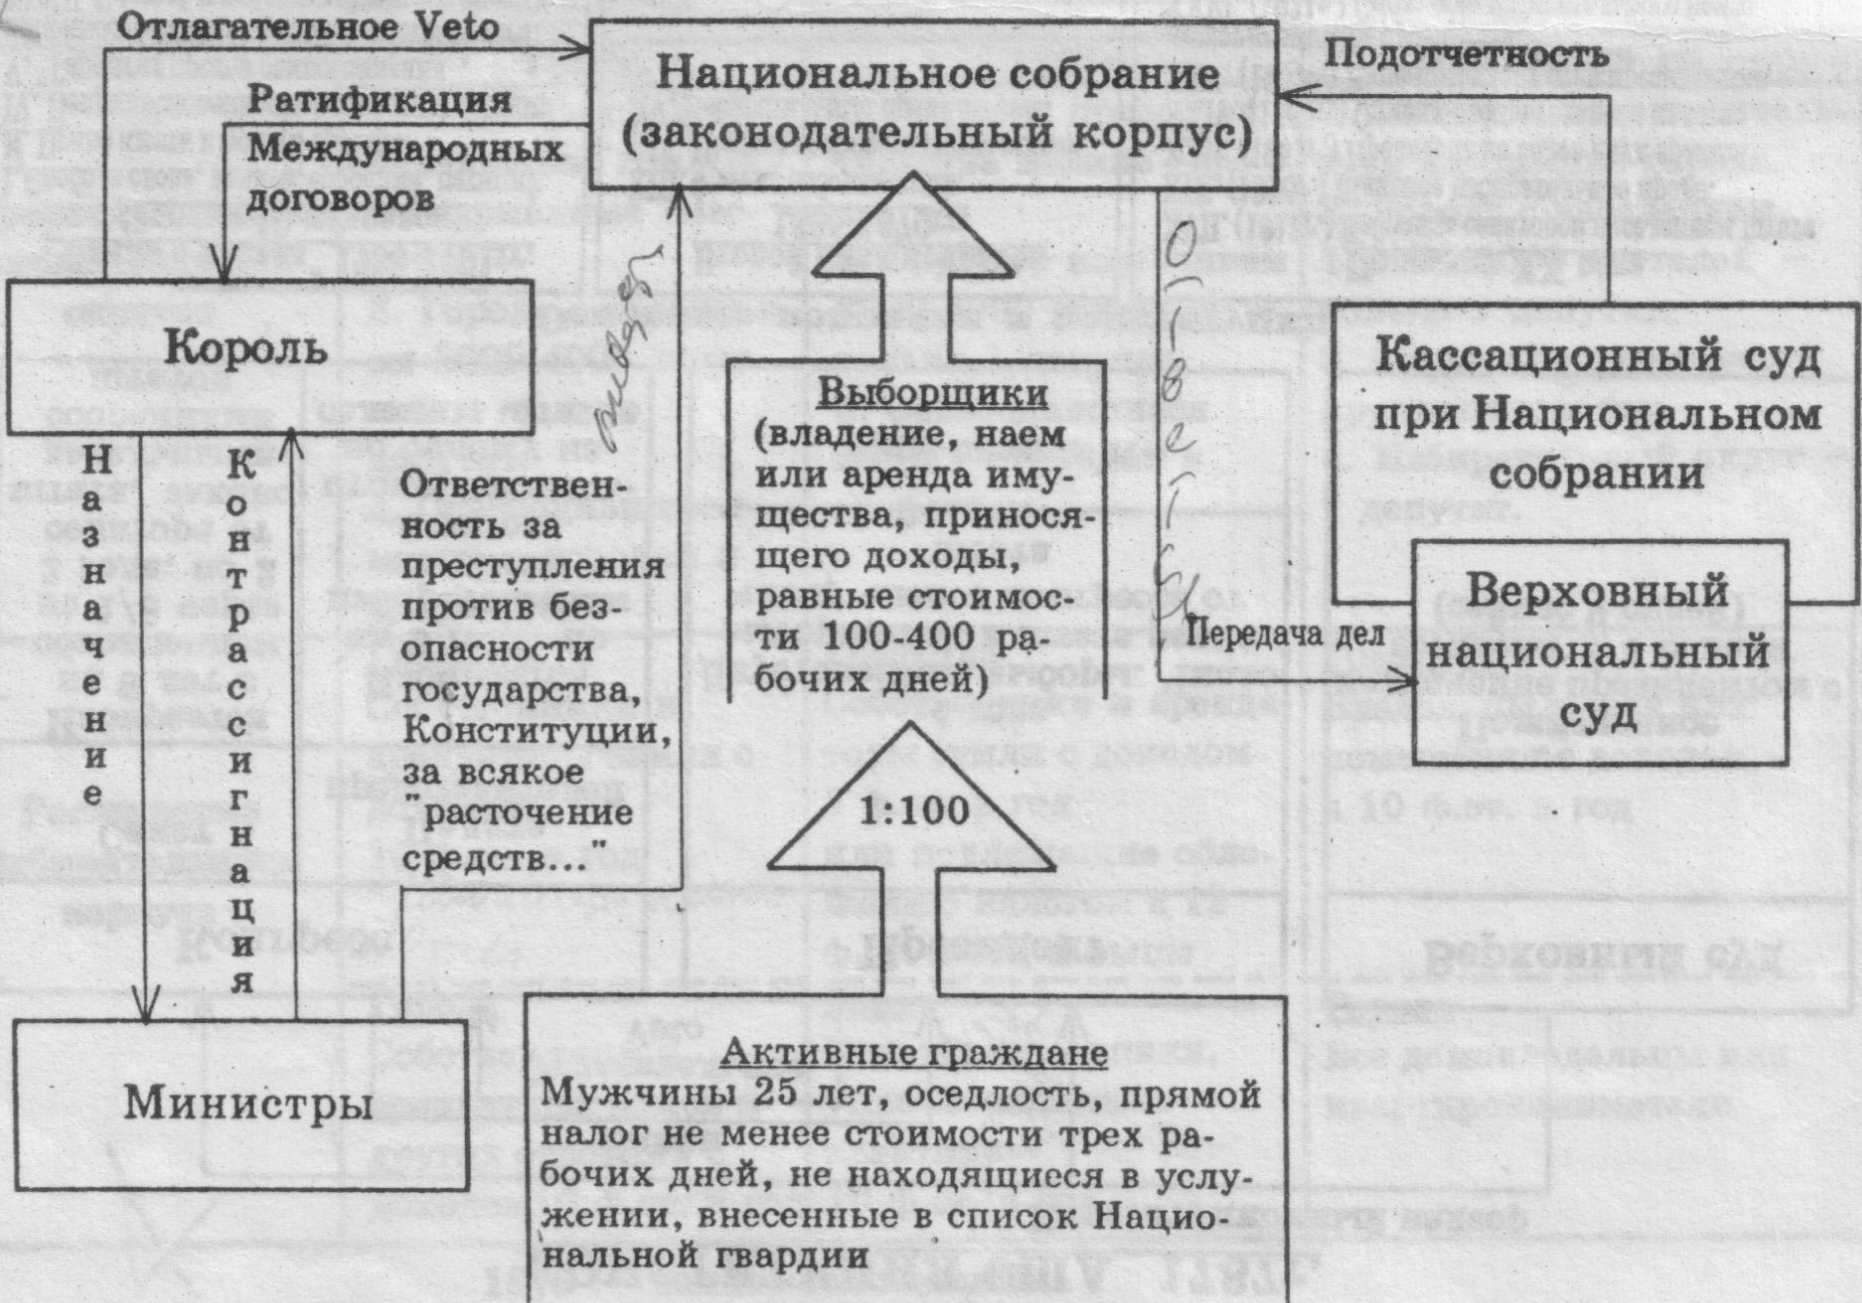 Отлагательное Veto
Ратификация
Международных
договоров
Национальное собрание
(законодательный корпус)
Подотчетность
Король
Назначение
Контрассигнация
Ответствен-
ность за
преступления
против без-
опасности
государства,
Конституции,
за всякое
"расточение
средств..."
Выборщики
(владение, наем
или аренда иму-
щества, принося-
щего доходы,
равные стоимос-
ти 100-400 ра-
бочих дней)
Кассационный суд
при Национальном
собрании
Передача дел
Верховный
национальный
суд
1:100
Министры
Активные граждане
Мужчины 25 лет, оседлость, прямой
налог не менее стоимости трех ра-
бочих дней, не находящиеся в услу-
жении, внесенные в список Нацио-
нальной гвардии